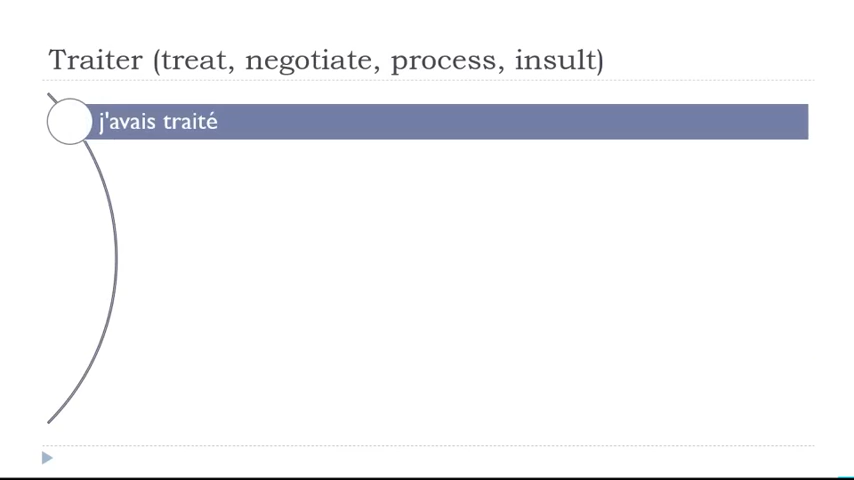 Traiter (treat, negotiate, process, insult)
j'avais traité